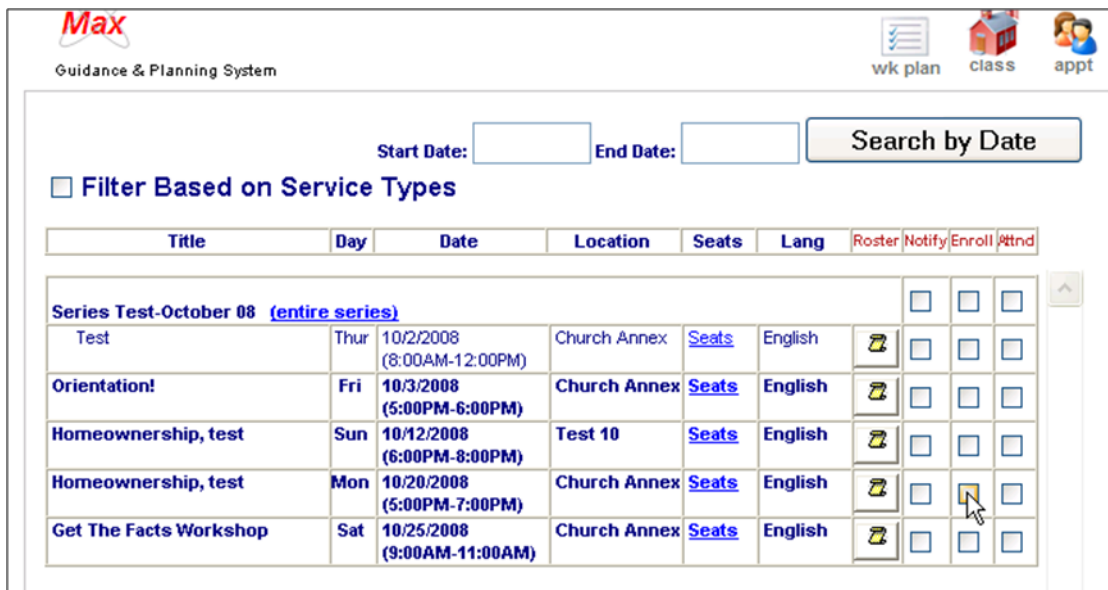 Max
Guidance & Planning System
wk plan class appt
Start Date: End Date: Search by Date
Filter Based on Service Types
Title Day Date Location Seats Lang Roster Notify Enroll Attnd
Series Test-October 08 (entire series)
Test Thur 10/2/2008 Church Annex Seats English
(8:00AM-12:00PM)
Orientation! Fri 10/3/2008 Church Annex Seats English
(5:00PM-6:00PM)
Homeownership, test Sun 10/12/2008 Test 10 Seats English
(6:00PM-8:00PM)
Homeownership, test Mon 10/20/2008 Church Annex Seats English
(5:00PM-7:00PM)
Get The Facts Workshop Sat 10/25/2008 Church Annex Seats English
(9:00AM-11:00AM)